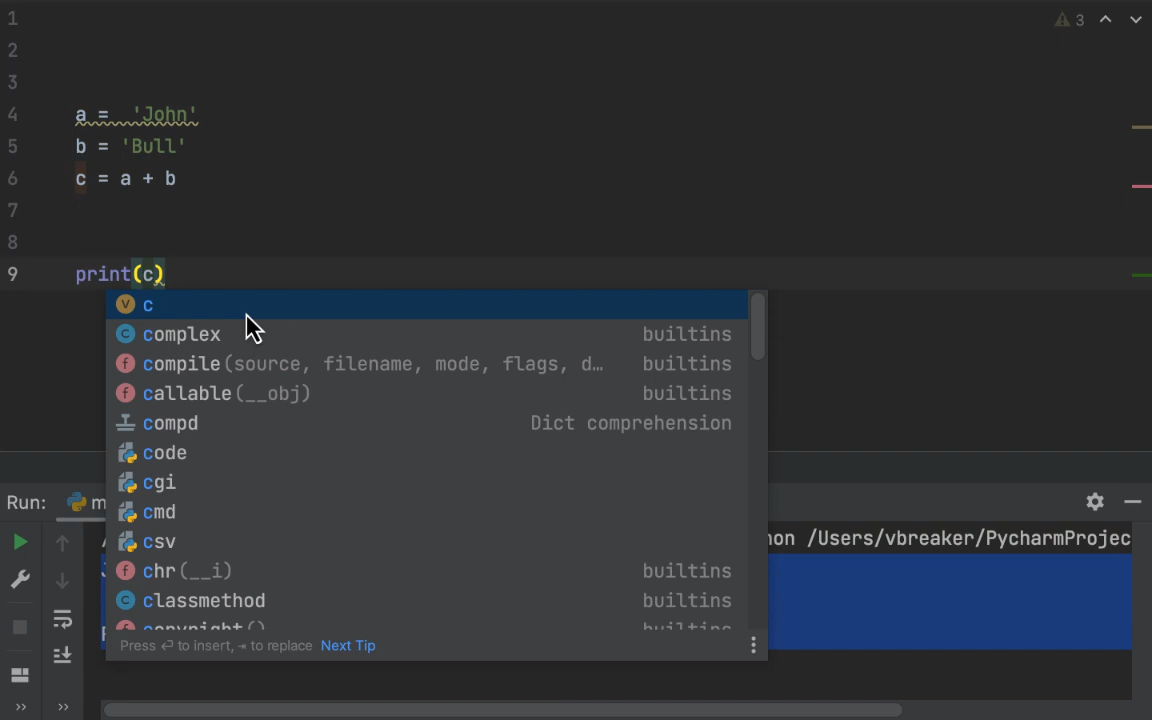 1
3
2
3
4 a =  'John'
5 b = 'Bull'
6 c = a + b
7
8
9 print(c)
V c
C complex builtins
f compile(source, filename, mode, flags, d… builtins
f callable(__obj) builtins
compd Dict comprehension
code
cgi
cmd
csv
f chr(__i) builtins
C classmethod builtins
Press ↵ to insert, ⇥ to replace Next Tip
Run: m
on /Users/vbreaker/PycharmProjec